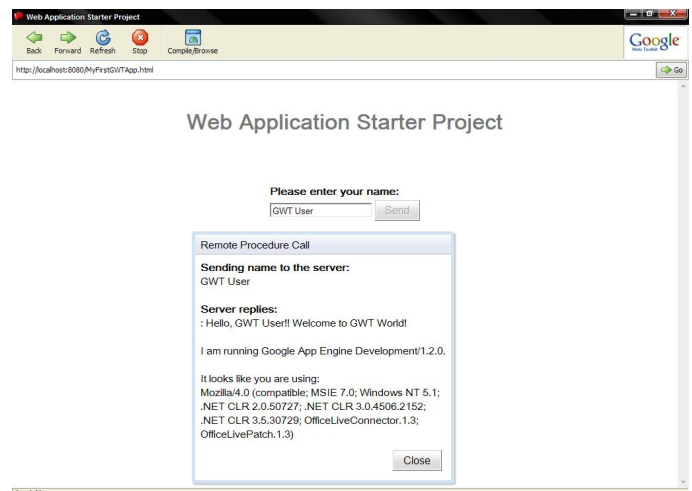 Web Application Starter Project
Back Forward Refresh Stop Compile/Browse
Google
Web Toolkit
http://localhost:8080/MyFirstGWTApp.html
Go
Web Application Starter Project
Please enter your name:
GWT User Send
Remote Procedure Call
Sending name to the server:
GWT User
Server replies:
: Hello, GWT User!! Welcome to GWT World!
I am running Google App Engine Development/1.2.0.
It looks like you are using:
Mozilla/4.0 (compatible; MSIE 7.0; Windows NT 5.1;
.NET CLR 2.0.50727; .NET CLR 3.0.4506.2152;
.NET CLR 3.5.30729; OfficeLiveConnector.1.3;
OfficeLivePatch.1.3)
Close